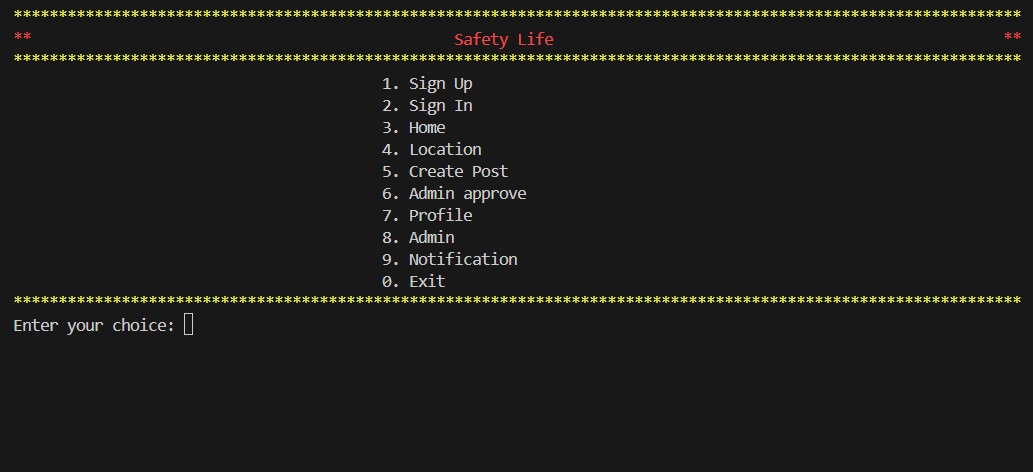 ****************************************************************************************************************
** Safety Life **
****************************************************************************************************************
1. Sign Up
2. Sign In
3. Home
4. Location
5. Create Post
6. Admin approve
7. Profile
8. Admin
9. Notification
0. Exit
****************************************************************************************************************
Enter your choice: